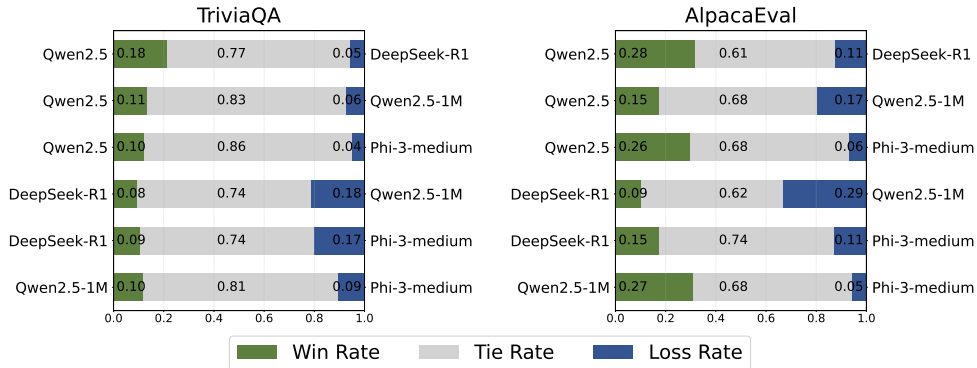 TriviaQA
Qwen2.5 0.18 0.77 0.05 DeepSeek-R1
Qwen2.5 0.11 0.83 0.06 Qwen2.5-1M
Qwen2.5 0.10 0.86 0.04 Phi-3-medium
DeepSeek-R1 0.08 0.74 0.18 Qwen2.5-1M
DeepSeek-R1 0.09 0.74 0.17 Phi-3-medium
Qwen2.5-1M 0.10 0.81 0.09 Phi-3-medium
0.0 0.2 0.4 0.6 0.8 1.0
AlpacaEval
Qwen2.5 0.28 0.61 0.11 DeepSeek-R1
Qwen2.5 0.15 0.68 0.17 Qwen2.5-1M
Qwen2.5 0.26 0.68 0.06 Phi-3-medium
DeepSeek-R1 0.09 0.62 0.29 Qwen2.5-1M
DeepSeek-R1 0.15 0.74 0.11 Phi-3-medium
Qwen2.5-1M 0.27 0.68 0.05 Phi-3-medium
0.0 0.2 0.4 0.6 0.8 1.0
Win Rate Tie Rate Loss Rate